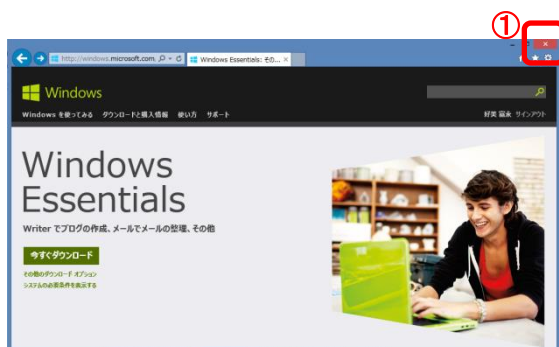 ①
http://windows.microsoft.com
Windows Essentials: その...
Windows
Windows を使ってみる ダウンロードと購入情報 使い方 サポート
サインアウト
Windows
Essentials
Writer でブログの作成、メールでメールの整理、その他
今すぐダウンロード
その他のダウンロード オプション
システムの必要条件を表示する